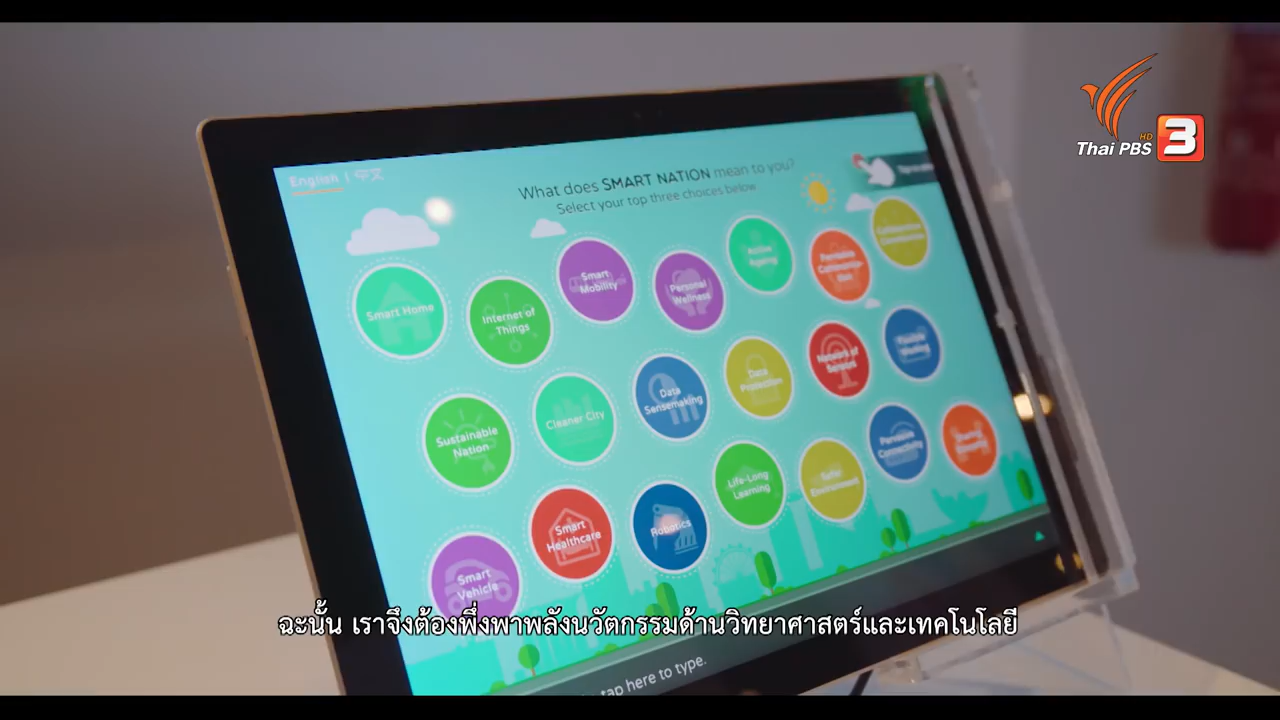 Thai PBS HD 3
English | 中文
What does SMART NATION mean to you?
Select your top three choices below
Smart Home
Internet of
Things
Smart
Mobility
Personal
Wellness
Active
Ageing
Sustainable
Nation
Cleaner City
Data
Sensemaking
Data
Protection
Network of
Sensors
Smart
Vehicle
Smart
Healthcare
Robotics
Life-Long
Learning
Safer
Environment
Pervasive
Connectivity
tap here to type.
ฉะนั้น เราจึงต้องพึ่งพาพลังนวัตกรรมด้านวิทยาศาสตร์และเทคโนโลยี